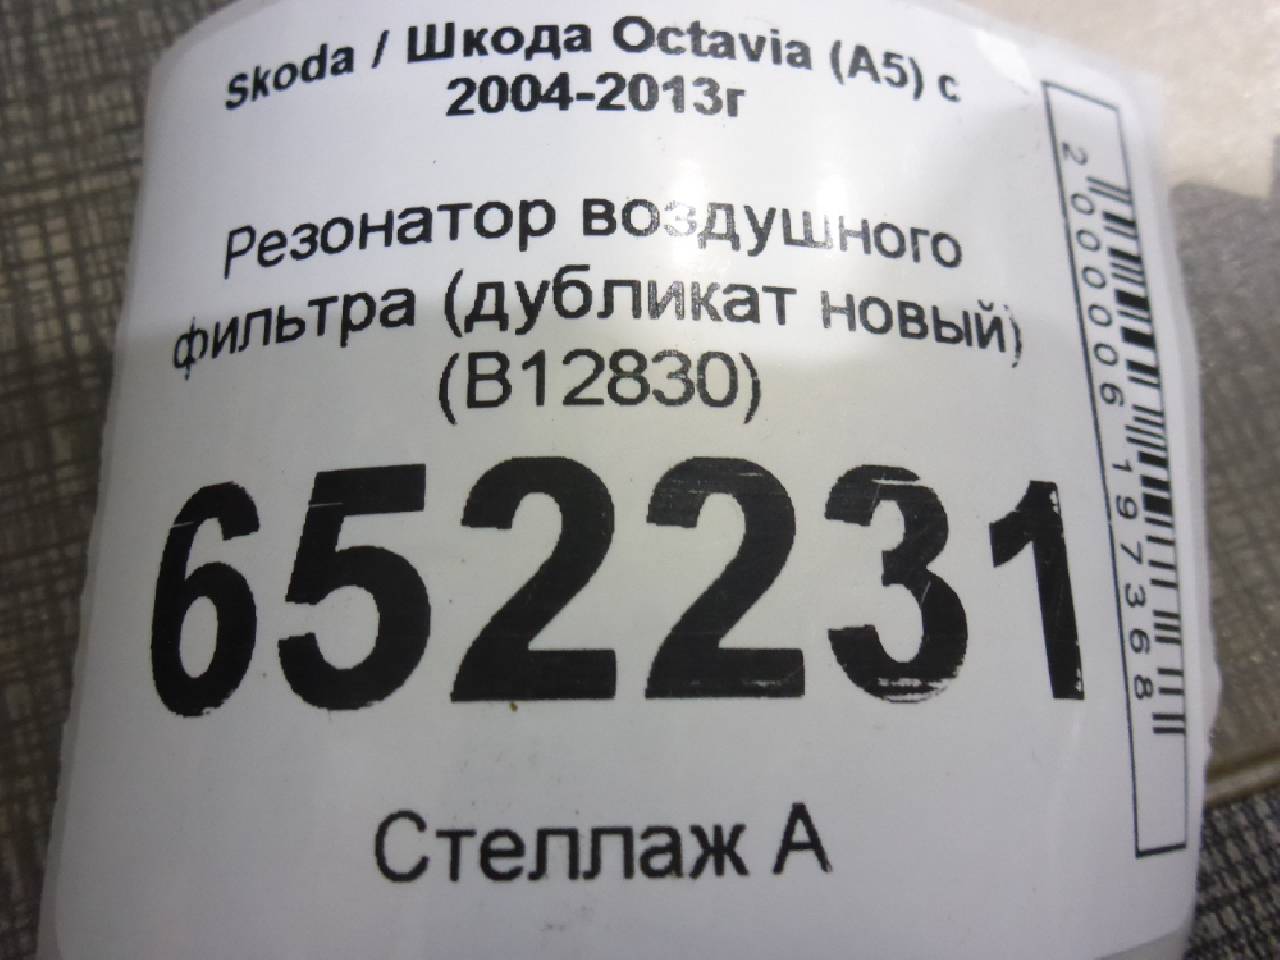 Skoda / Шкода Octavia (A5) с
2004-2013г
Резонатор воздушного
фильтра (дубликат новый)
(B12830)
652231
Стеллаж А
2000006197368